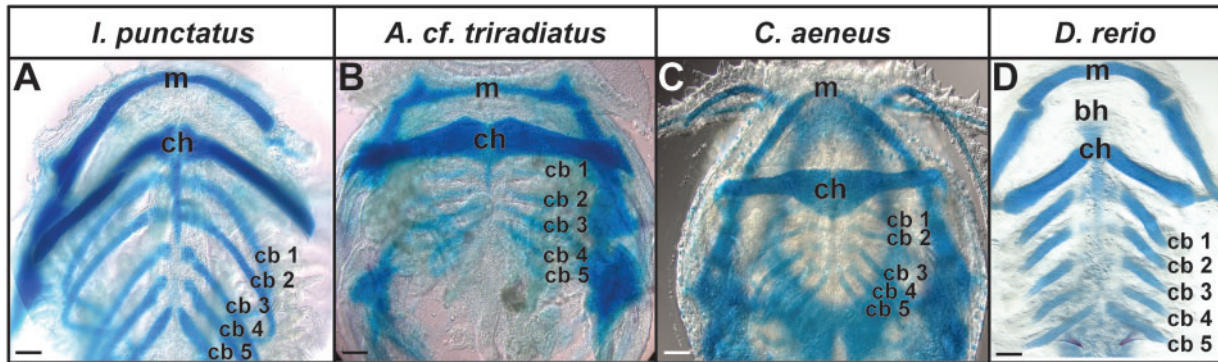 I. punctatus
A. cf. triradiatus
C. aeneus
D. rerio
A
m
ch
cb 1
cb 2
cb 3
cb 4
cb 5
B
m
ch
cb 1
cb 2
cb 3
cb 4
cb 5
C
m
ch
cb 1
cb 2
cb 3
cb 4
cb 5
D
m
bh
ch
cb 1
cb 2
cb 3
cb 4
cb 5